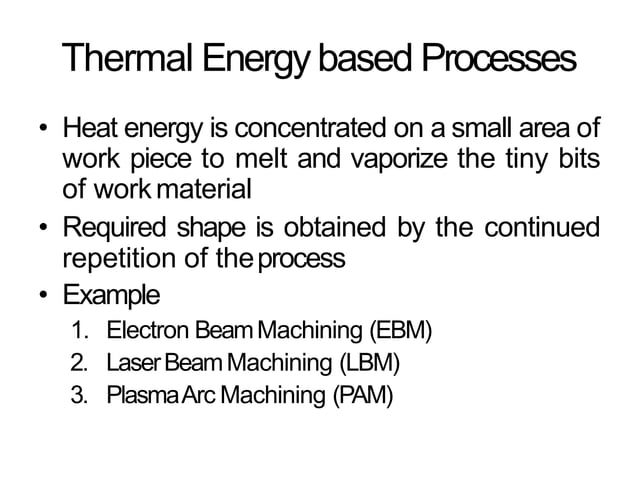 Thermal Energy based Processes
• Heat energy is concentrated on a small area of
work piece to melt and vaporize the tiny bits
of work material
• Required shape is obtained by the continued
repetition of the process
• Example
1. Electron Beam Machining (EBM)
2. Laser Beam Machining (LBM)
3. Plasma Arc Machining (PAM)